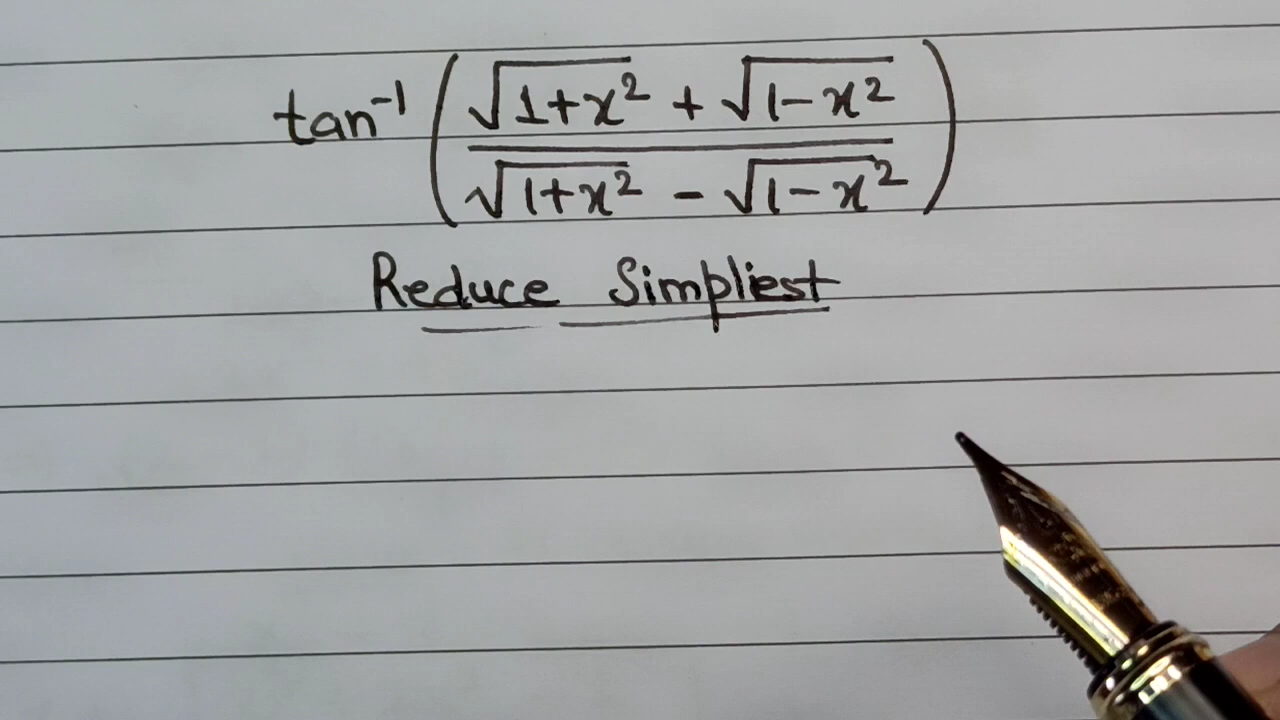 tan⁻¹ ( (√(1+x²) + √(1-x²)) / (√(1+x²) - √(1-x²)) )
Reduce Simpliest